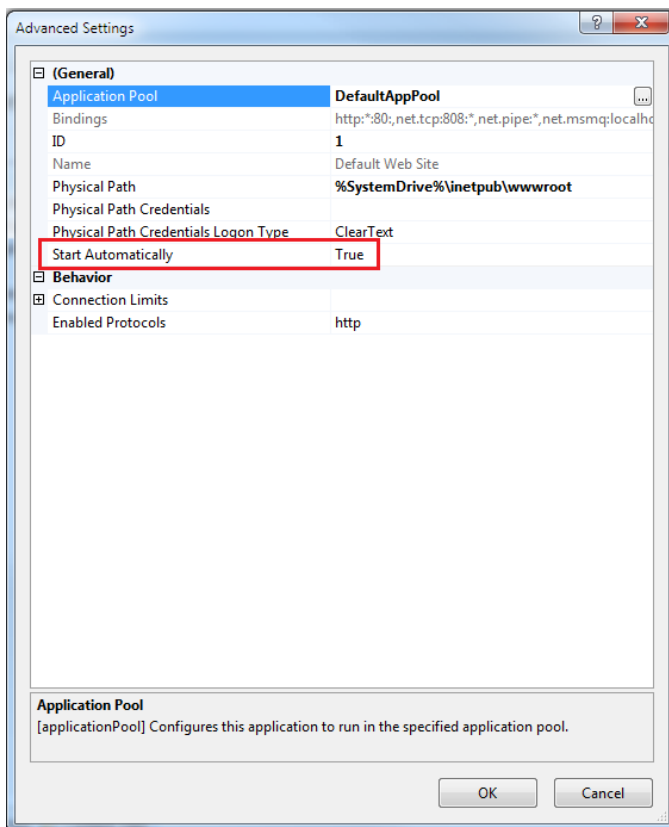 Advanced Settings
(General)
Application Pool DefaultAppPool ...
Bindings http:*:80:,net.tcp:808:*,net.pipe:*,net.msmq:localho
ID 1
Name Default Web Site
Physical Path %SystemDrive%\inetpub\wwwroot
Physical Path Credentials
Physical Path Credentials Logon Type ClearText
Start Automatically True
Behavior
Connection Limits
Enabled Protocols http
Application Pool
[applicationPool] Configures this application to run in the specified application pool.
OK Cancel